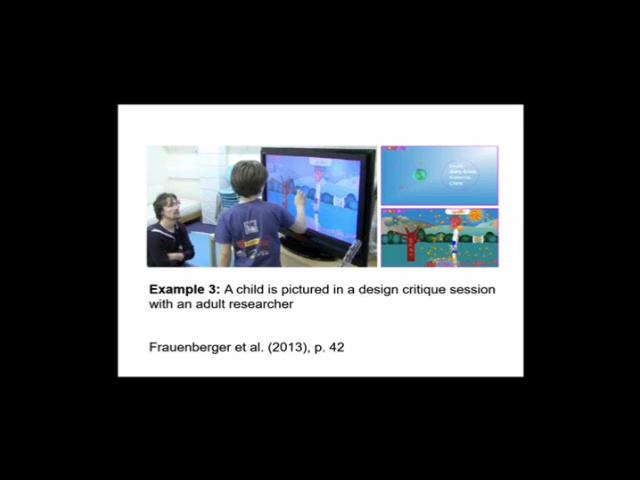 Example 3: A child is pictured in a design critique session
with an adult researcher
Frauenberger et al. (2013), p. 42